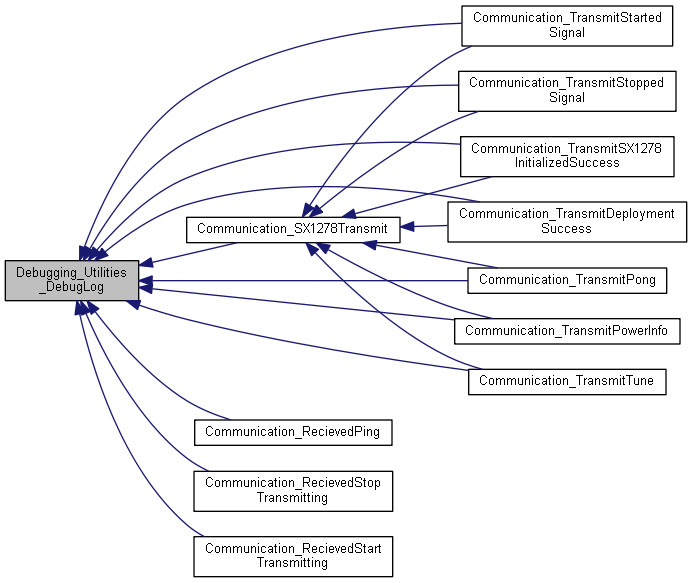 Communication_TransmitStarted
Signal
Communication_TransmitStopped
Signal
Communication_TransmitSX1278
InitializedSuccess
Communication_TransmitDeployment
Success
Communication_SX1278Transmit
Debugging_Utilities
_DebugLog
Communication_TransmitPong
Communication_TransmitPowerInfo
Communication_TransmitTune
Communication_RecievedPing
Communication_RecievedStop
Transmitting
Communication_RecievedStart
Transmitting